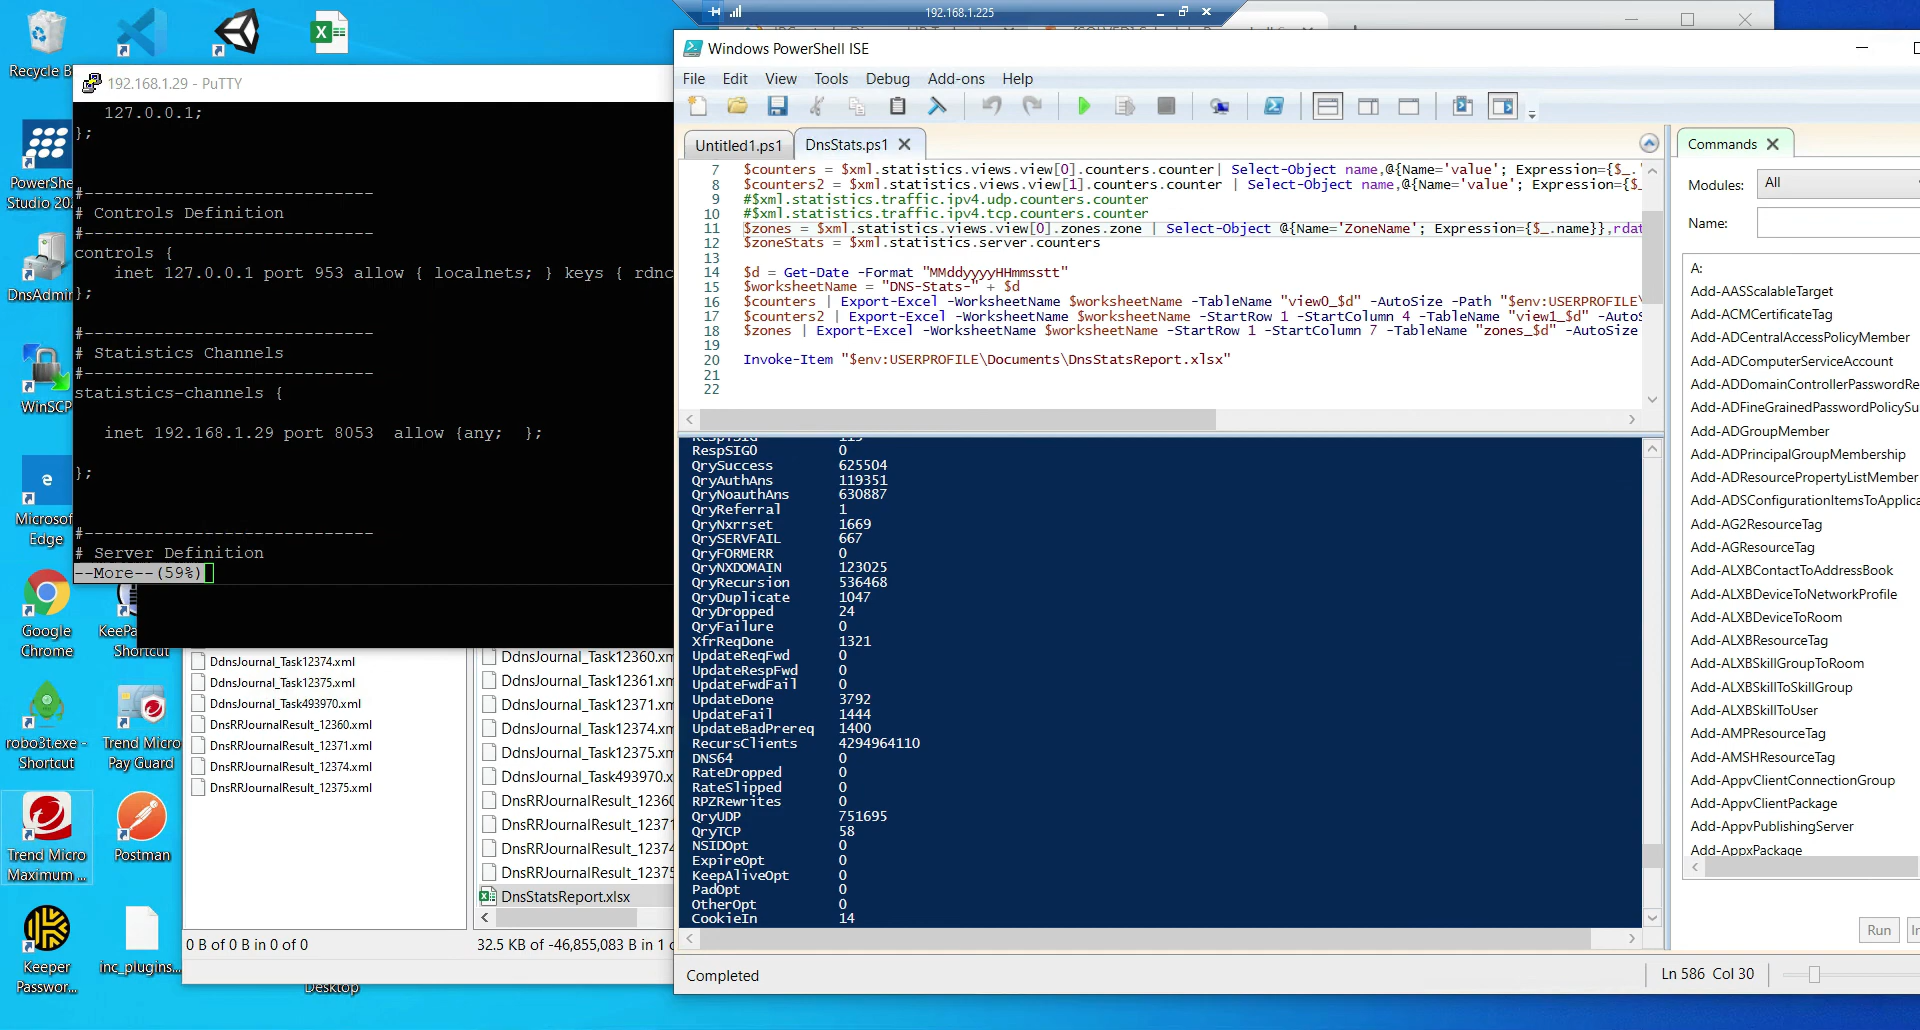 192.168.1.225
Recycle B
192.168.1.29 - PuTTY
127.0.0.1;
};
#-----------------------------
# Controls Definition
#-----------------------------
controls {
inet 127.0.0.1 port 953 allow { localnets; } keys { rdnc
};
#-----------------------------
# Statistics Channels
#-----------------------------
statistics-channels {
inet 192.168.1.29 port 8053  allow {any;  };
};
#-----------------------------
# Server Definition
--More--(59%)
PowerShe
Studio 20
DnsAdmin
WinSCP
Microsof
Edge
Google
Chrome
KeePa
Shortcut
robo3t.exe -
Shortcut
Trend Micro
Pay Guard
Trend Micro
Maximum ...
Postman
Keeper
Passwor...
inc_plugins...
Desktop
DdnsJournal_Task12374.xml
DdnsJournal_Task12375.xml
DdnsJournal_Task493970.xml
DnsRRJournalResult_12360.xml
DnsRRJournalResult_12371.xml
DnsRRJournalResult_12374.xml
DnsRRJournalResult_12375.xml
0 B of 0 B in 0 of 0
DdnsJournal_Task12360.xm
DdnsJournal_Task12361.xm
DdnsJournal_Task12371.xm
DdnsJournal_Task12374.xm
DdnsJournal_Task12375.xm
DdnsJournal_Task493970.x
DnsRRJournalResult_12360
DnsRRJournalResult_12371
DnsRRJournalResult_12374
DnsRRJournalResult_12375
DnsStatsReport.xlsx
32.5 KB of -46,855,083 B in 1 c
Windows PowerShell ISE
File Edit View Tools Debug Add-ons Help
Untitled1.ps1 DnsStats.ps1
7 $counters = $xml.statistics.views.view[0].counters.counter| Select-Object name,@{Name='value'; Expression={$_.'
8 $counters2 = $xml.statistics.views.view[1].counters.counter | Select-Object name,@{Name='value'; Expression={$_
9 #$xml.statistics.traffic.ipv4.udp.counters.counter
10 #$xml.statistics.traffic.ipv4.tcp.counters.counter
11 $zones = $xml.statistics.views.view[0].zones.zone | Select-Object @{Name='ZoneName'; Expression={$_.name}},rdat
12 $zoneStats = $xml.statistics.server.counters
13
14 $d = Get-Date -Format "MMddyyyyHHmmsstt"
15 $worksheetName = "DNS-Stats-" + $d
16 $counters | Export-Excel -WorksheetName $worksheetName -TableName "view0_$d" -AutoSize -Path "$env:USERPROFILE\
17 $counters2 | Export-Excel -WorksheetName $worksheetName -StartRow 1 -StartColumn 4 -TableName "view1_$d" -AutoS
18 $zones | Export-Excel -WorksheetName $worksheetName -StartRow 1 -StartColumn 7 -TableName "zones_$d" -AutoSize
19
20 Invoke-Item "$env:USERPROFILE\Documents\DnsStatsReport.xlsx"
21
22
RespSIG0 0
QrySuccess 625504
QryAuthAns 119351
QryNoauthAns 630887
QryReferral 1
QryNxrrset 1669
QrySERVFAIL 667
QryFORMERR 0
QryNXDOMAIN 123025
QryRecursion 536468
QryDuplicate 1047
QryDropped 24
QryFailure 0
XfrReqDone 1321
UpdateReqFwd 0
UpdateRespFwd 0
UpdateFwdFail 0
UpdateDone 3792
UpdateFail 1444
UpdateBadPrereq 1400
RecursClients 4294964110
DNS64 0
RateDropped 0
RateSlipped 0
RPZRewrites 0
QryUDP 751695
QryTCP 58
NSIDOpt 0
ExpireOpt 0
KeepAliveOpt 0
PadOpt 0
OtherOpt 0
CookieIn 14
Completed
Ln 586 Col 30
Commands
Modules: All
Name:
A:
Add-AASScalableTarget
Add-ACMCertificateTag
Add-ADCentralAccessPolicyMember
Add-ADComputerServiceAccount
Add-ADDomainControllerPasswordRe
Add-ADFineGrainedPasswordPolicySu
Add-ADGroupMember
Add-ADPrincipalGroupMembership
Add-ADResourcePropertyListMember
Add-ADSConfigurationItemsToApplica
Add-AG2ResourceTag
Add-AGResourceTag
Add-ALXBContactToAddressBook
Add-ALXBDeviceToNetworkProfile
Add-ALXBDeviceToRoom
Add-ALXBResourceTag
Add-ALXBSkillGroupToRoom
Add-ALXBSkillToSkillGroup
Add-ALXBSkillToUser
Add-AMPResourceTag
Add-AMSHResourceTag
Add-AppvClientConnectionGroup
Add-AppvClientPackage
Add-AppvPublishingServer
Add-AppxPackage
Run In